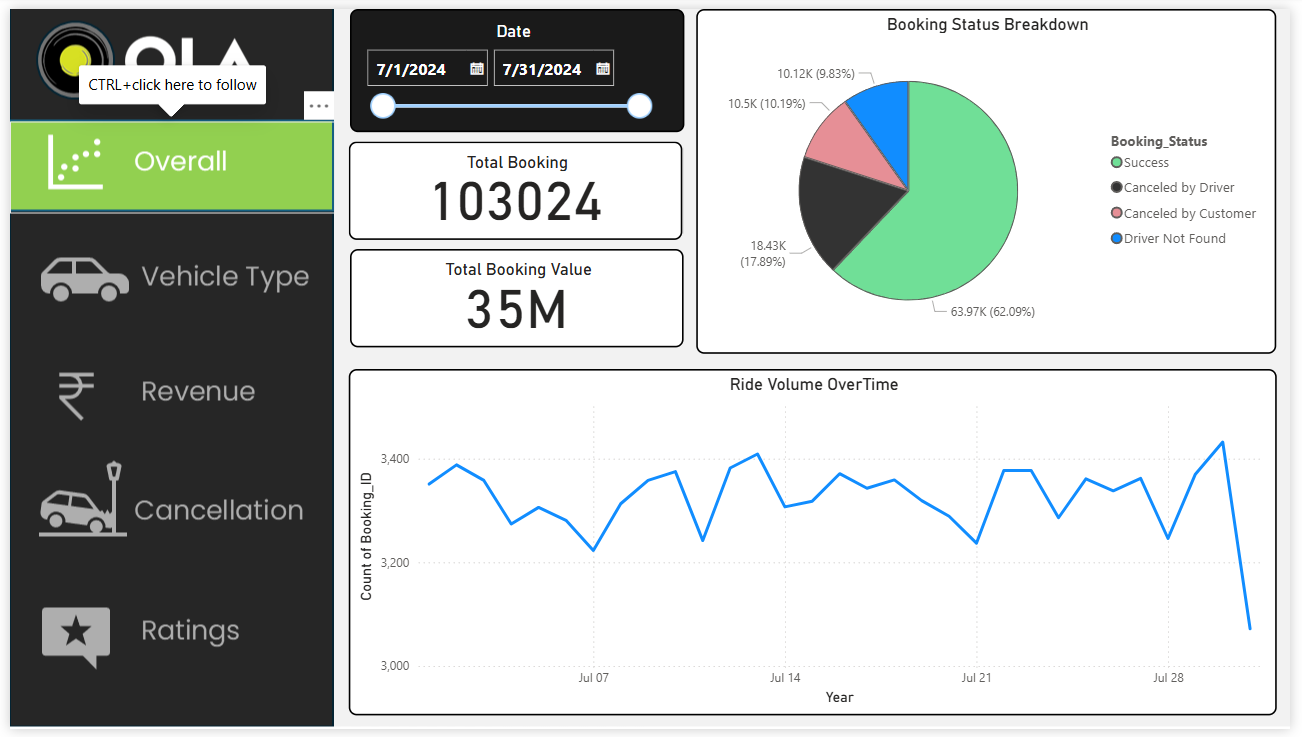 OLA
CTRL+click here to follow
...
Overall
Vehicle Type
Revenue
Cancellation
Ratings
Date
7/1/2024
7/31/2024
Total Booking
103024
Total Booking Value
35M
Booking Status Breakdown
10.12K (9.83%)
10.5K (10.19%)
18.43K
(17.89%)
63.97K (62.09%)
Booking_Status
Success
Canceled by Driver
Canceled by Customer
Driver Not Found
Ride Volume OverTime
Count of Booking_ID
3,400
3,200
3,000
Jul 07
Jul 14
Jul 21
Jul 28
Year